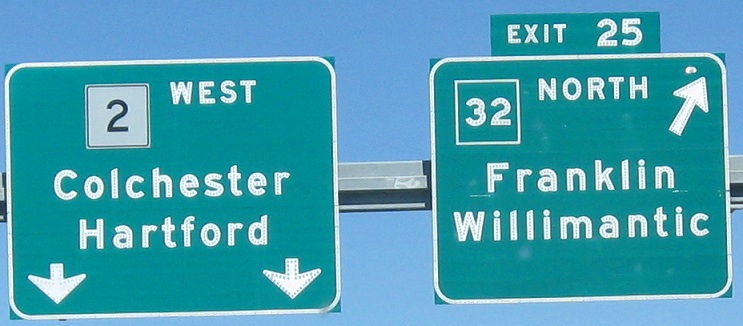 2 WEST
Colchester
Hartford
EXIT 25
32 NORTH
Franklin
Willimantic